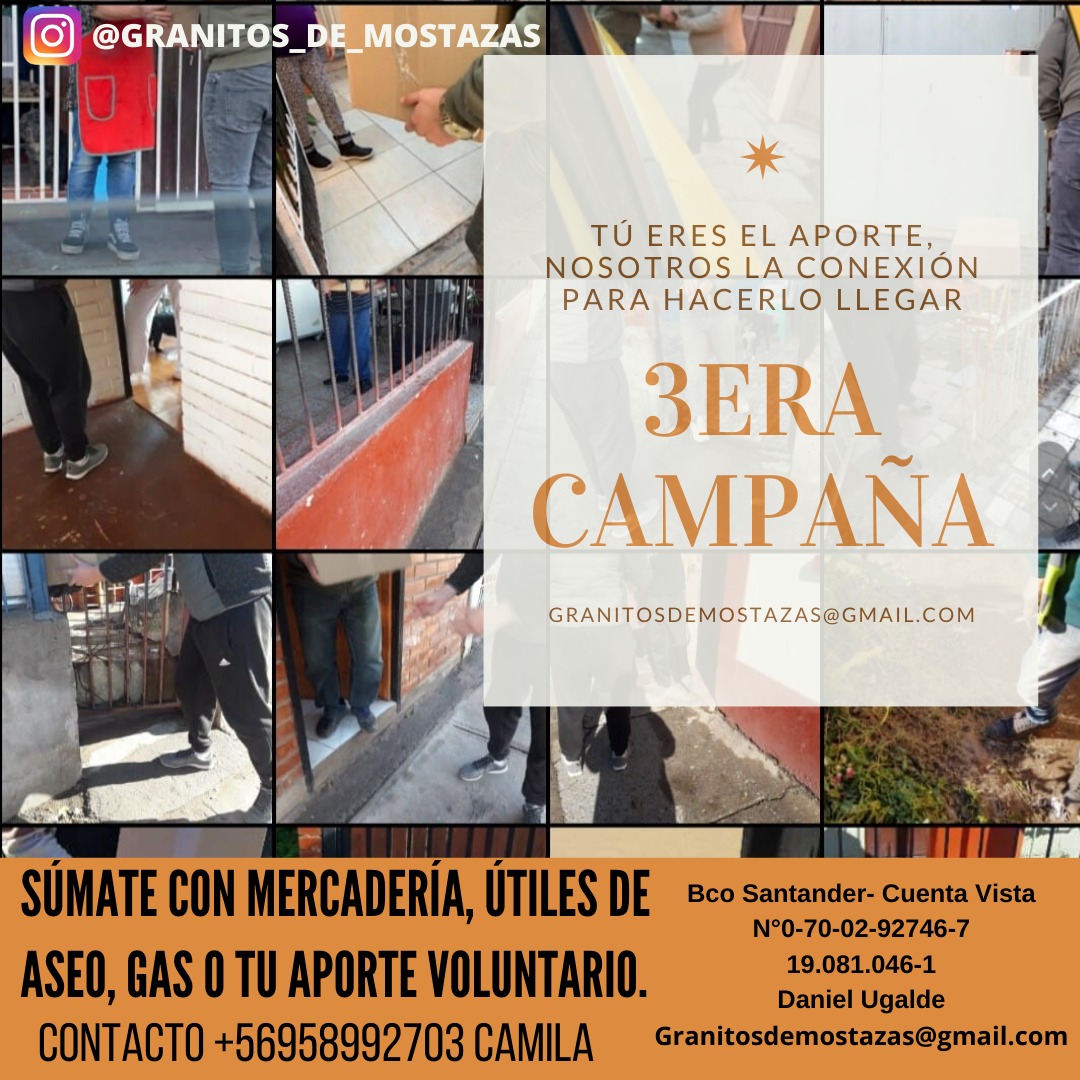 @GRANITOS_DE_MOSTAZAS
TÚ ERES EL APORTE,
NOSOTROS LA CONEXIÓN
PARA HACERLO LLEGAR
3ERA
CAMPAÑA
GRANITOSDEMOSTAZAS@GMAIL.COM
SÚMATE CON MERCADERÍA, ÚTILES DE
ASEO, GAS O TU APORTE VOLUNTARIO.
CONTACTO +56958992703 CAMILA
Bco Santander- Cuenta Vista
N°0-70-02-92746-7
19.081.046-1
Daniel Ugalde
Granitosdemostazas@gmail.com